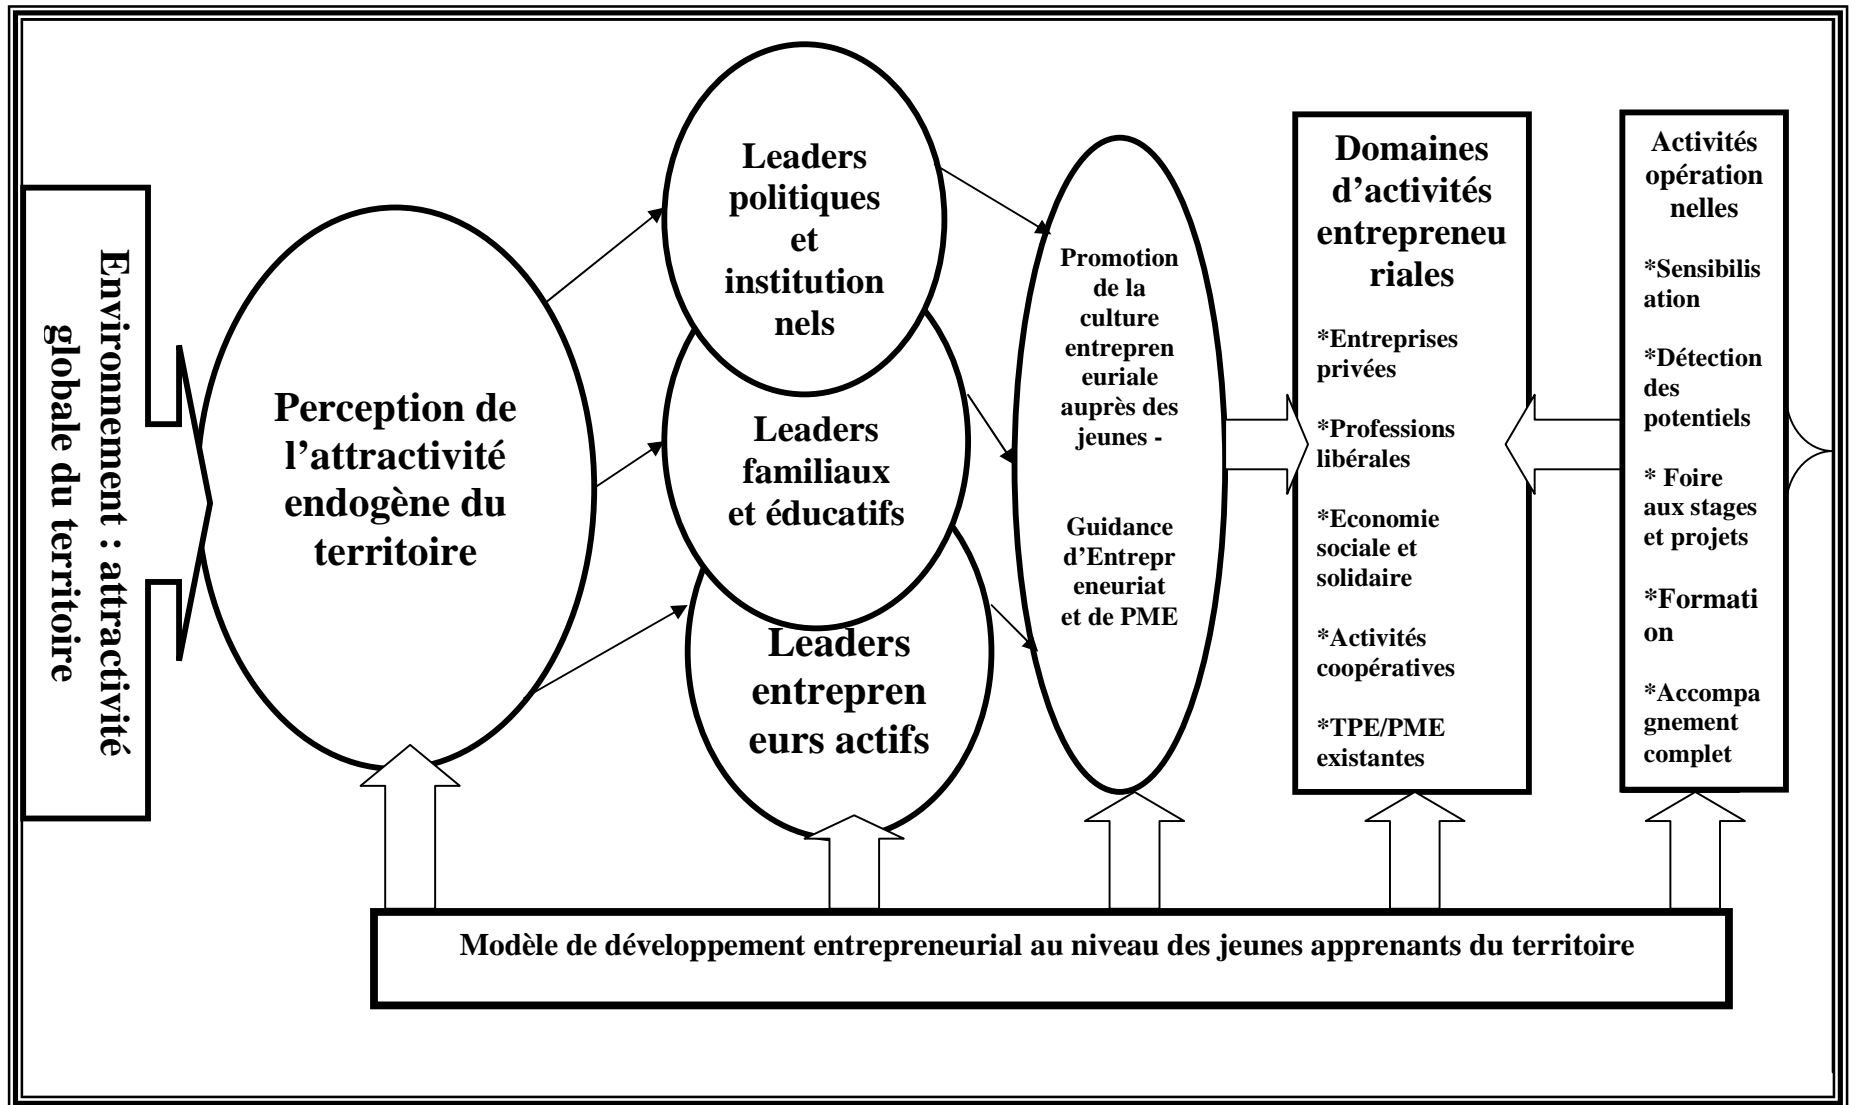 Environnement : attractivité
globale du territoire
Perception de
l’attractivité
endogène du
territoire
Leaders
politiques
et
institution
nels
Leaders
familiaux
et éducatifs
Leaders
entrepren
eurs actifs
Promotion
de la
culture
entrepren
euriale
auprès des
jeunes -
Guidance
d’Entrepr
eneuriat
et de PME
Domaines
d’activités
entrepreneu
riales
*Entreprises
privées
*Professions
libérales
*Economie
sociale et
solidaire
*Activités
coopératives
*TPE/PME
existantes
Activités
opération
nelles
*Sensibilis
ation
*Détection
des
potentiels
* Foire
aux stages
et projets
*Formati
on
*Accompa
gnement
complet
Modèle de développement entrepreneurial au niveau des jeunes apprenants du territoire